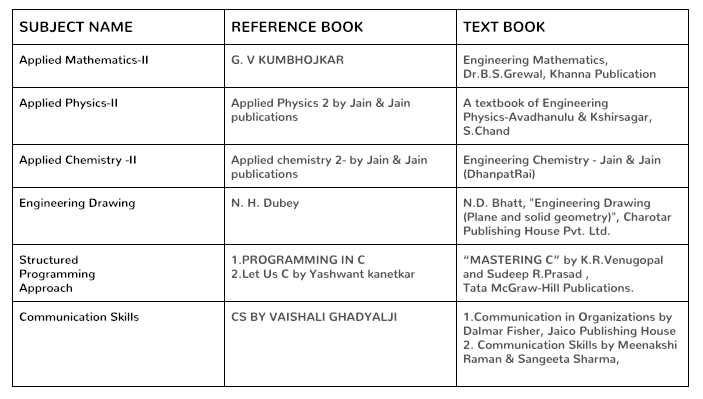 SUBJECT NAME
REFERENCE BOOK
TEXT BOOK
Applied Mathematics-II
G. V KUMBHOJKAR
Engineering Mathematics,
Dr.B.S.Grewal, Khanna Publication
Applied Physics-II
Applied Physics 2 by Jain & Jain
publications
A textbook of Engineering
Physics-Avadhanulu & Kshirsagar,
S.Chand
Applied Chemistry -II
Applied chemistry 2- by Jain & Jain
publications
Engineering Chemistry - Jain & Jain
(DhanpatRai)
Engineering Drawing
N. H. Dubey
N.D. Bhatt, "Engineering Drawing
(Plane and solid geometry)", Charotar
Publishing House Pvt. Ltd.
Structured
Programming
Approach
1.PROGRAMMING IN C
2.Let Us C by Yashwant kanetkar
“MASTERING C” by K.R.Venugopal
and Sudeep R.Prasad ,
Tata McGraw-Hill Publications.
Communication Skills
CS BY VAISHALI GHADYALJI
1.Communication in Organizations by
Dalmar Fisher, Jaico Publishing House
2. Communication Skills by Meenakshi
Raman & Sangeeta Sharma,